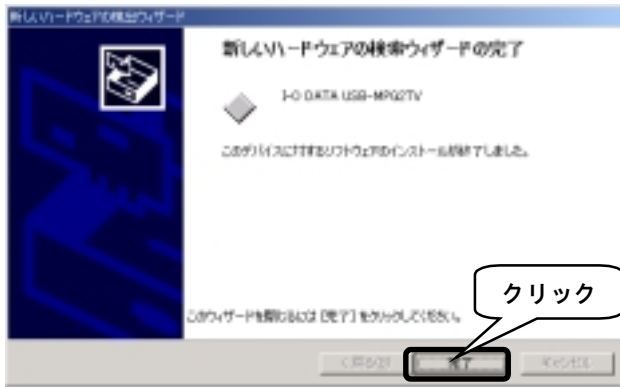 新しいハードウェアの検出ウィザード
新しいハードウェアの検索ウィザードの完了
I-O DATA USB-MPG2TV
このデバイスに対するソフトウェアのインストールが終了しました。
クリック
このウィザードを閉じるには [完了] をクリックしてください。
< 戻る(B)
完了
キャンセル